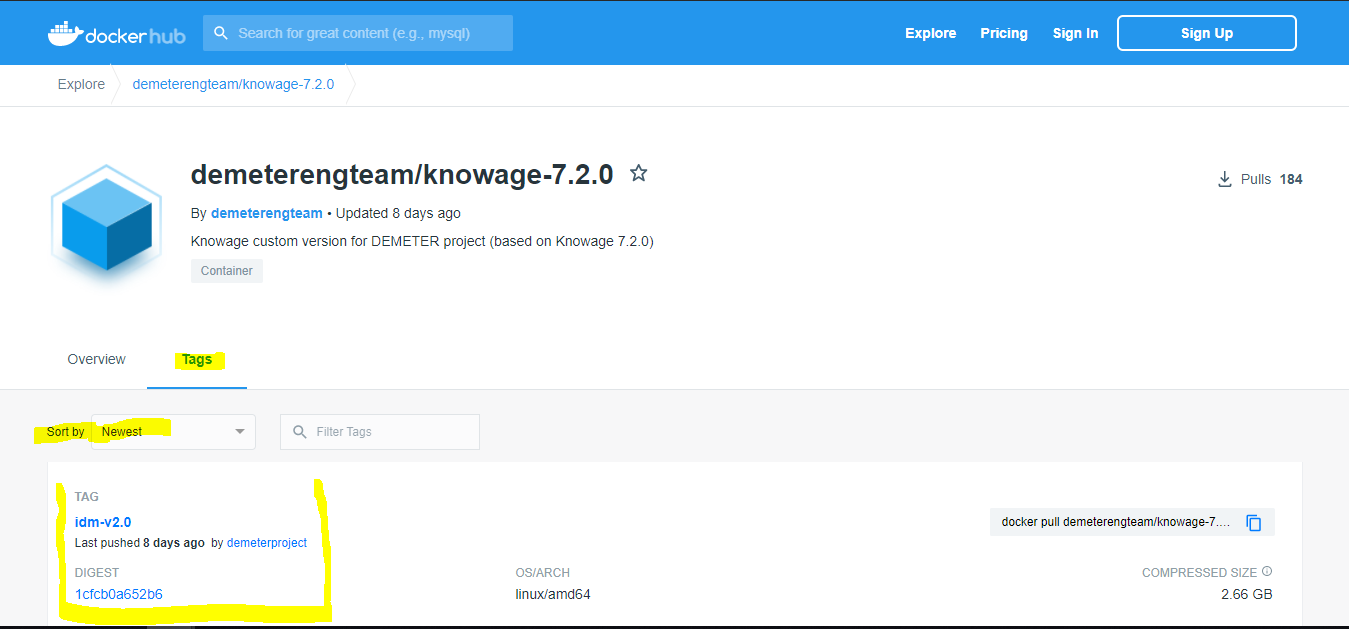 dockerhub
Search for great content (e.g., mysql)
Explore
Pricing
Sign In
Sign Up
Explore
demeterengteam/knowage-7.2.0
demeterengteam/knowage-7.2.0
Pulls 184
By demeterengteam • Updated 8 days ago
Knowage custom version for DEMETER project (based on Knowage 7.2.0)
Container
Overview
Tags
Sort by
Newest
Filter Tags
TAG
idm-v2.0
docker pull demeterengteam/knowage-7....
Last pushed 8 days ago by demeterproject
DIGEST
OS/ARCH
COMPRESSED SIZE
1cfcb0a652b6
linux/amd64
2.66 GB